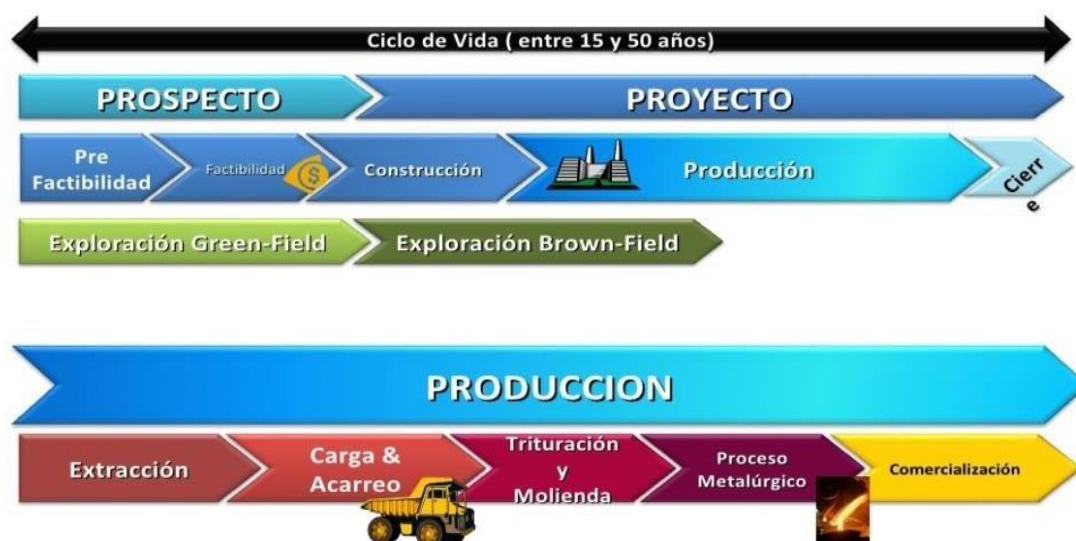 Ciclo de Vida ( entre 15 y 50 años)
PROSPECTO
PROYECTO
Pre
Factibilidad
Factibilidad
$
Construcción
Producción
Cierr
e
Exploración Green-Field
Exploración Brown-Field
PRODUCCION
Extracción
Carga &
Acarreo
Trituración
y
Molienda
Proceso
Metalúrgico
Comercialización